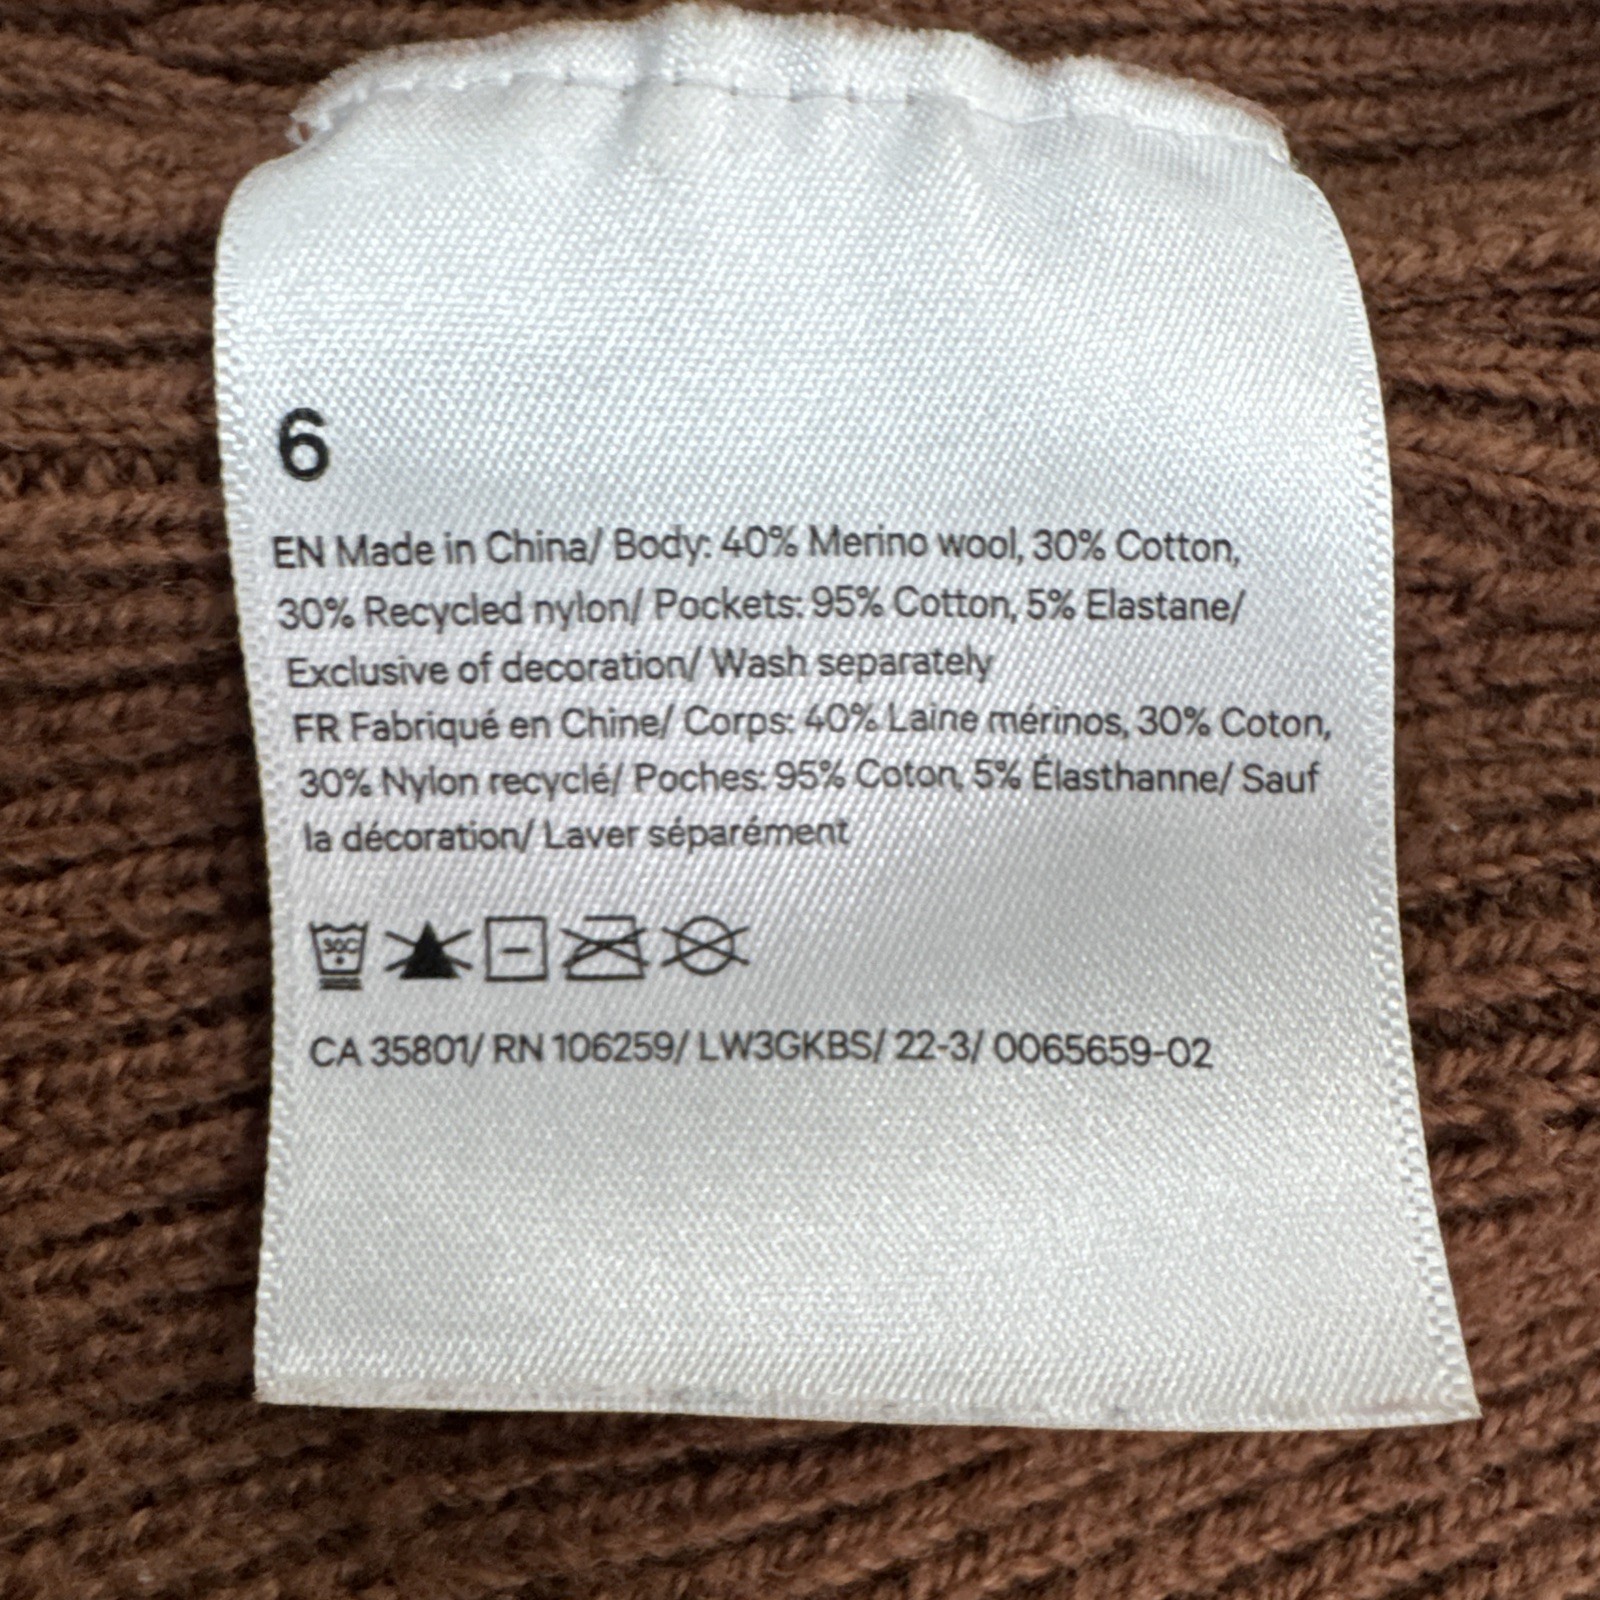 6
EN Made in China/ Body: 40% Merino wool, 30% Cotton,
30% Recycled nylon/ Pockets: 95% Cotton, 5% Elastane/
Exclusive of decoration/ Wash separately
FR Fabriqué en Chine/ Corps: 40% Laine mérinos, 30% Coton,
30% Nylon recyclé/ Poches: 95% Coton, 5% Élasthanne/ Sauf
la décoration/ Laver séparément
30C
CA 35801/ RN 106259/ LW3GKBS/ 22-3/ 0065659-02